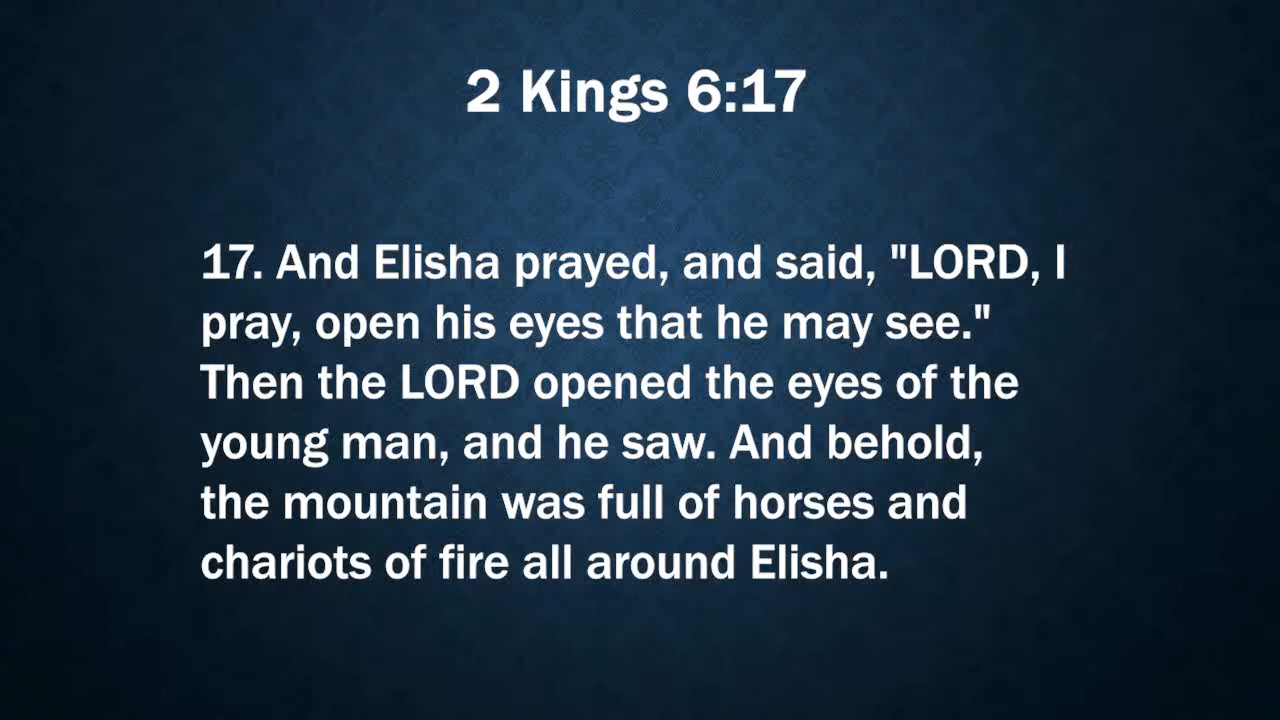 2 Kings 6:17
17. And Elisha prayed, and said, "LORD, I
pray, open his eyes that he may see."
Then the LORD opened the eyes of the
young man, and he saw. And behold,
the mountain was full of horses and
chariots of fire all around Elisha.